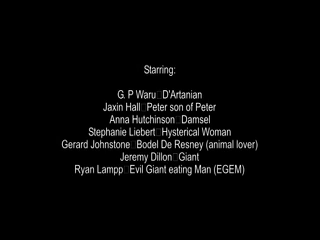 Starring:
G. P Waru□D'Artanian
Jaxin Hall□Peter son of Peter
Anna Hutchinson□Damsel
Stephanie Liebert□Hysterical Woman
Gerard Johnstone□Bodel De Resney (animal lover)
Jeremy Dillon□Giant
Ryan Lampp□Evil Giant eating Man (EGEM)